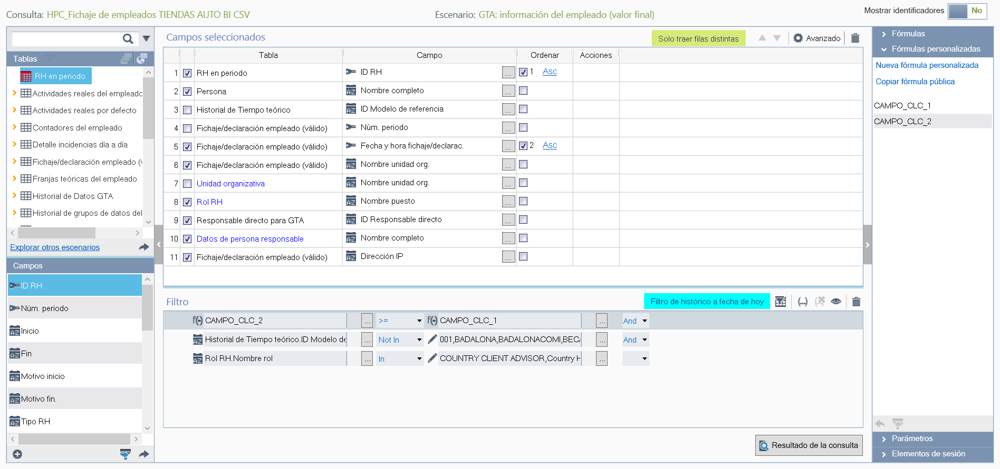 Consulta: HPC_Fichaje de empleados TIENDAS AUTO BI CSV
Escenario: GTA: información del empleado (valor final)
Mostrar identificadores No
Tablas
RH en periodo
Actividades reales del empleado
Actividades reales por defecto
Contadores del empleado
Detalle incidencias día a día
Fichaje/declaración empleado (v
Franjas teóricas del empleado
Historial de Datos GTA
Historial de grupos de datos del
Explorar otros escenarios
Campos
ID RH
Núm. periodo
Inicio
Fin
Motivo inicio
Motivo fin.
Tipo RH
Campos seleccionados
Solo traer filas distintas
Avanzado
Tabla Campo Ordenar Acciones
1 RH en periodo ID RH ... 1 Asc
2 Persona Nombre completo ...
3 Historial de Tiempo teórico ID Modelo de referencia ...
4 Fichaje/declaración empleado (válido) Núm. periodo ...
5 Fichaje/declaración empleado (válido) Fecha y hora fichaje/declarac. ... 2 Asc
6 Fichaje/declaración empleado (válido) Nombre unidad org. ...
7 Unidad organizativa Nombre unidad org. ...
8 Rol RH Nombre puesto ...
9 Responsable directo para GTA ID Responsable directo ...
10 Datos de persona responsable Nombre completo ...
11 Fichaje/declaración empleado (válido) Dirección IP ...
Filtro
Filtro de histórico a fecha de hoy
(...)
f(•) CAMPO_CLC_2 ... >= f(•) CAMPO_CLC_1 ... And
Historial de Tiempo teórico.ID Modelo de ... Not In 001,BADALONA,BADALONACOMI,BECA ... And
Rol RH.Nombre rol ... In COUNTRY CLIENT ADVISOR,Country H ...
Resultado de la consulta
Fórmulas
Fórmulas personalizadas
Nueva fórmula personalizada
Copiar fórmula pública
CAMPO_CLC_1
CAMPO_CLC_2
Parámetros
Elementos de sesión